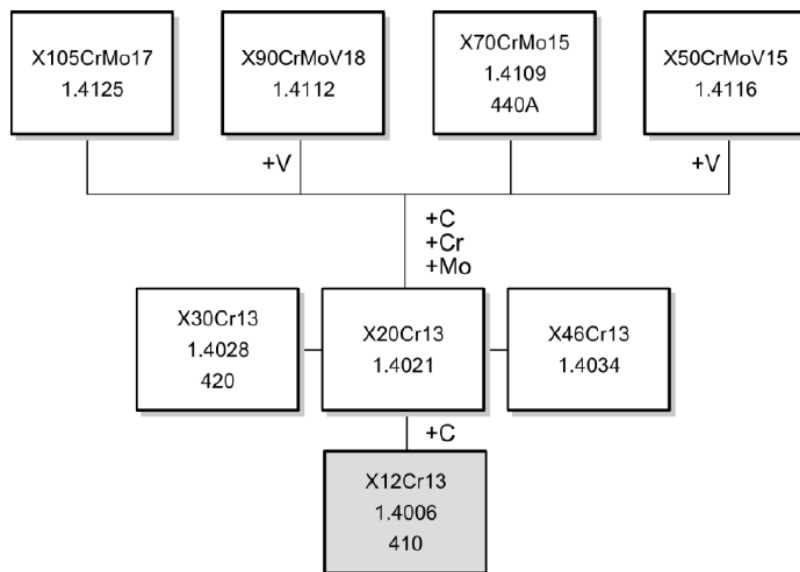 X105CrMo17
1.4125
X90CrMoV18
1.4112
X70CrMo15
1.4109
440A
X50CrMoV15
1.4116
+V
+V
+C
+Cr
+Mo
X30Cr13
1.4028
420
X20Cr13
1.4021
X46Cr13
1.4034
+C
X12Cr13
1.4006
410